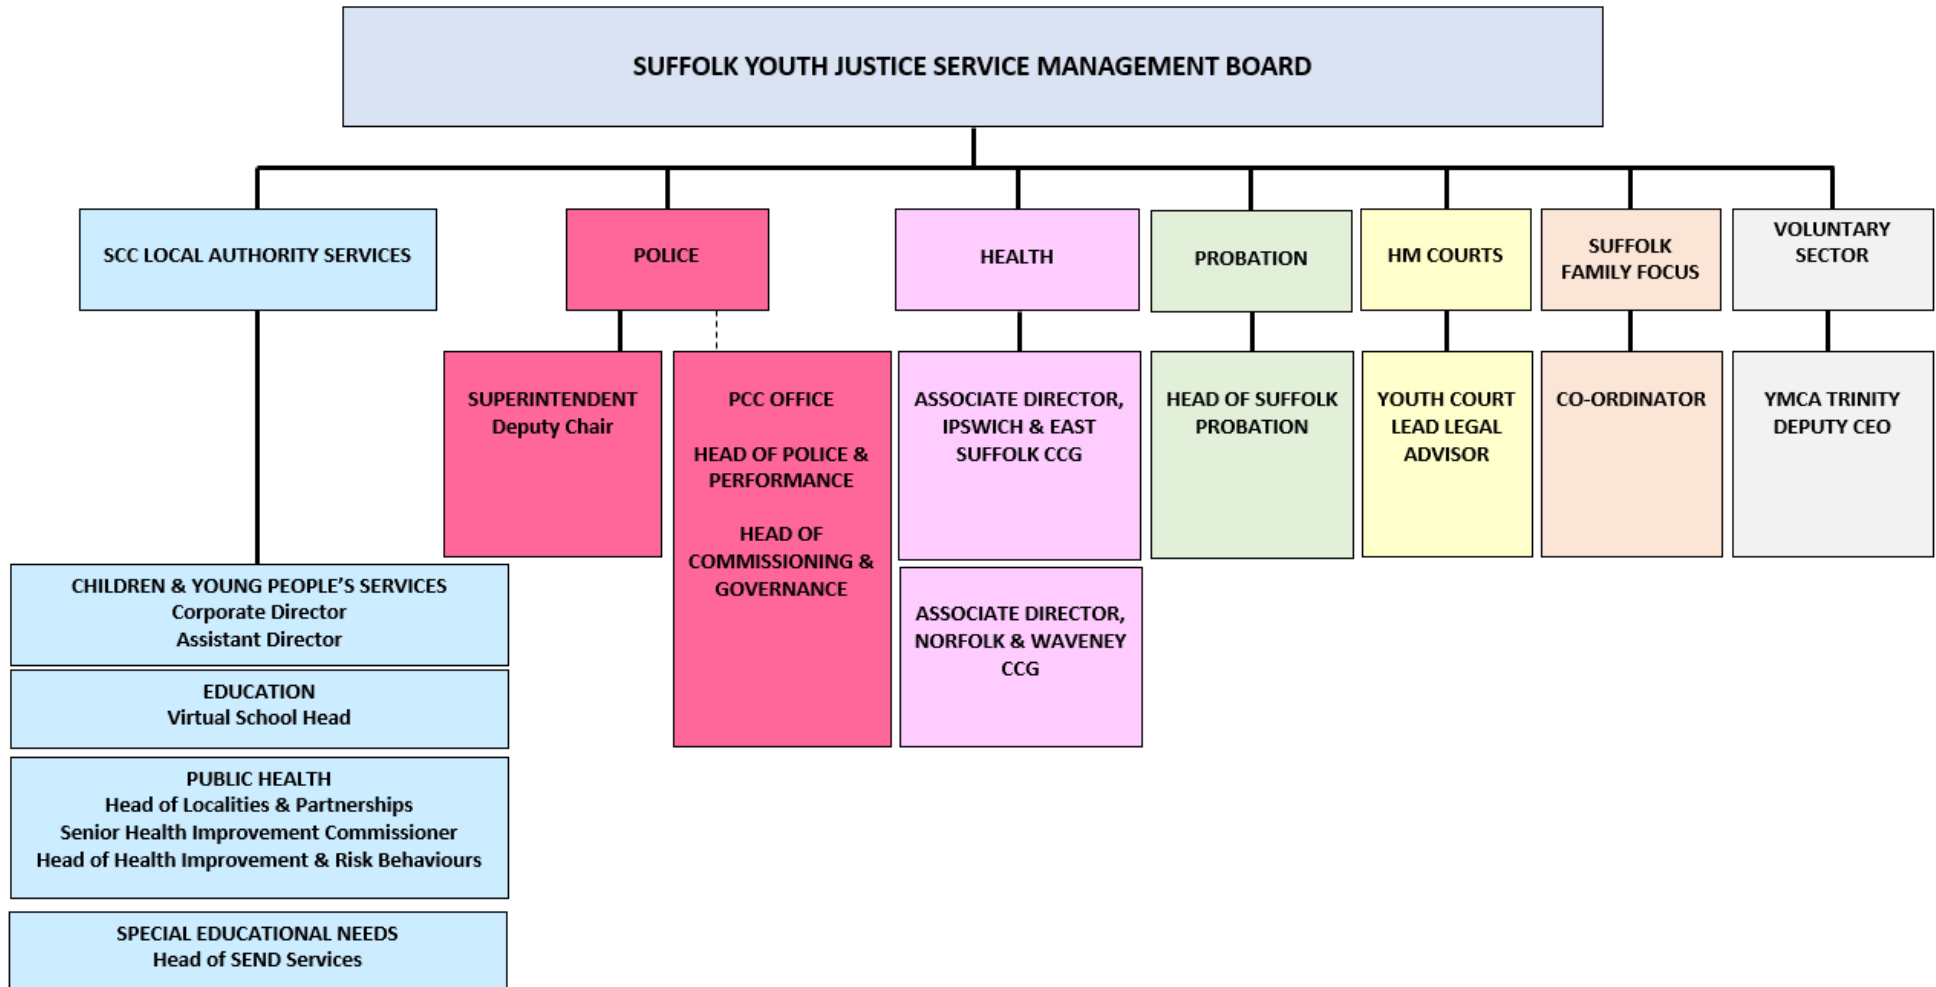 SUFFOLK YOUTH JUSTICE SERVICE MANAGEMENT BOARD
SCC LOCAL AUTHORITY SERVICES
POLICE
HEALTH
PROBATION
HM COURTS
SUFFOLK
FAMILY FOCUS
VOLUNTARY
SECTOR
SUPERINTENDENT
Deputy Chair
PCC OFFICE
HEAD OF POLICE &
PERFORMANCE
HEAD OF
COMMISSIONING &
GOVERNANCE
ASSOCIATE DIRECTOR,
IPSWICH & EAST
SUFFOLK CCG
ASSOCIATE DIRECTOR,
NORFOLK & WAVENEY
CCG
HEAD OF SUFFOLK
PROBATION
YOUTH COURT
LEAD LEGAL
ADVISOR
CO-ORDINATOR
YMCA TRINITY
DEPUTY CEO
CHILDREN & YOUNG PEOPLE’S SERVICES
Corporate Director
Assistant Director
EDUCATION
Virtual School Head
PUBLIC HEALTH
Head of Localities & Partnerships
Senior Health Improvement Commissioner
Head of Health Improvement & Risk Behaviours
SPECIAL EDUCATIONAL NEEDS
Head of SEND Services